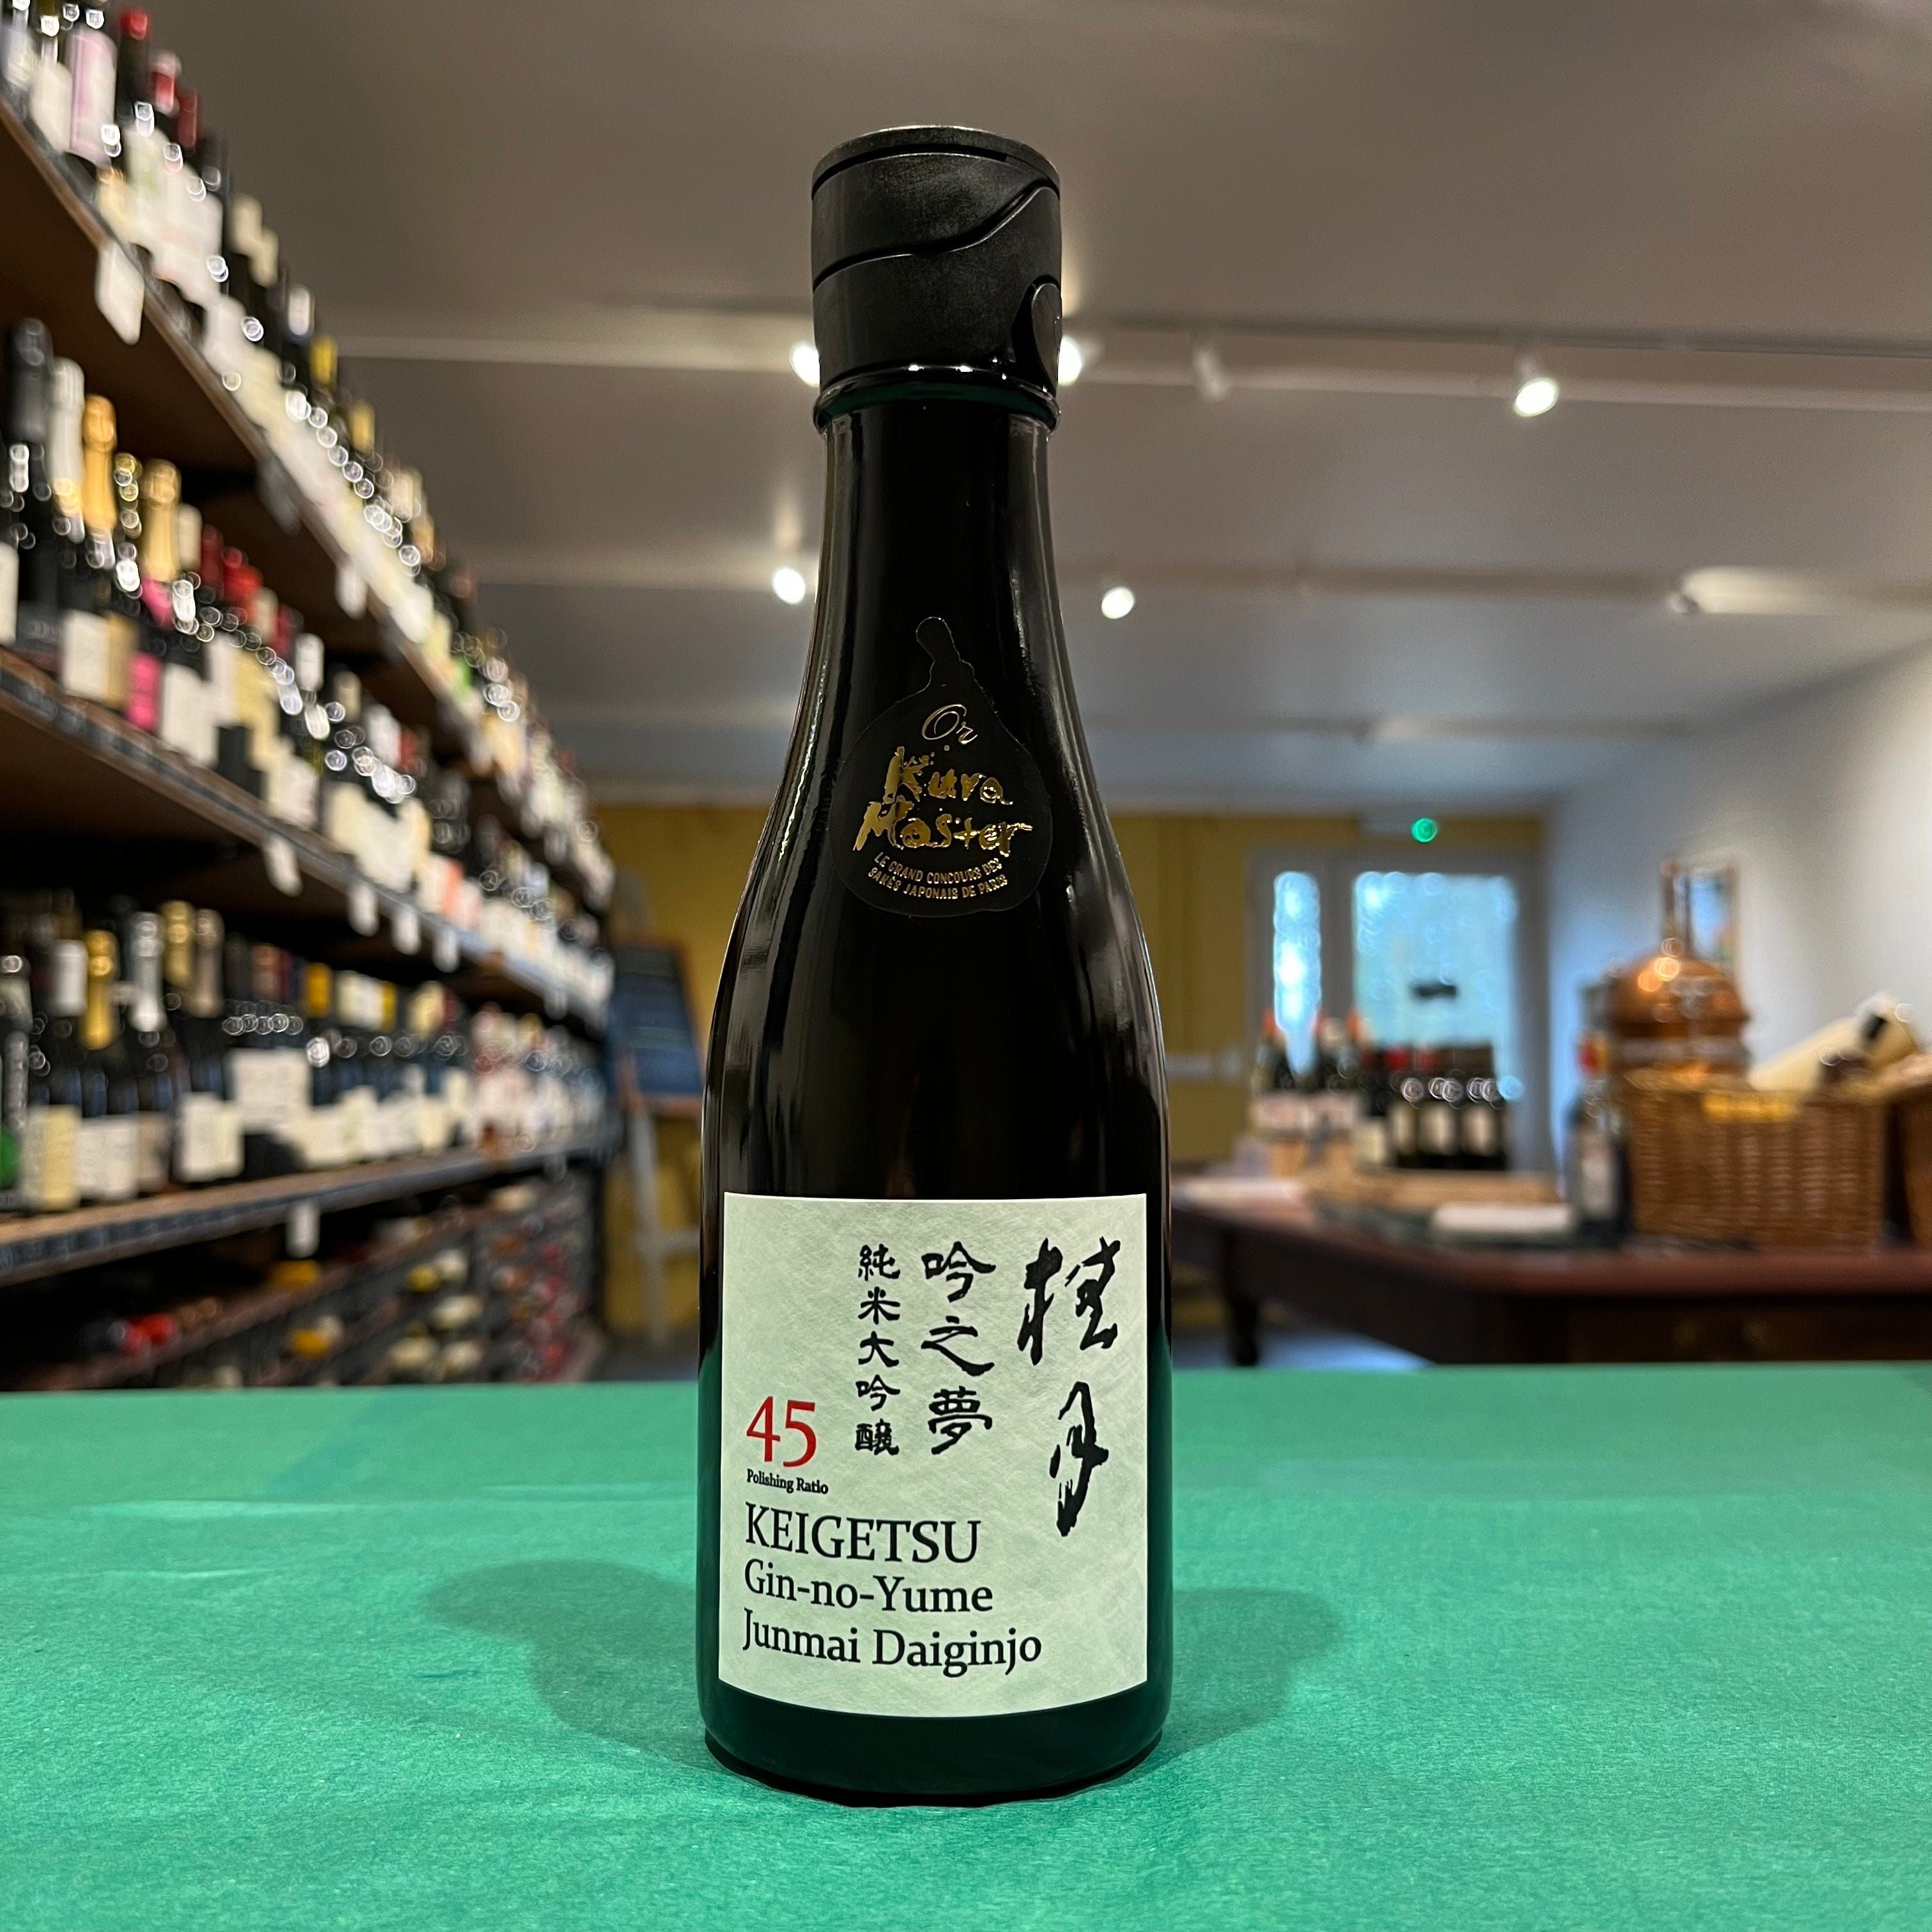 Or
Kura
Master
LE GRAND CONCOURS DES
SAKÉS JAPONAIS DE PARIS
桂月
吟之夢
純米大吟醸
45
Polishing Ratio
KEIGETSU
Gin-no-Yume
Junmai Daiginjo